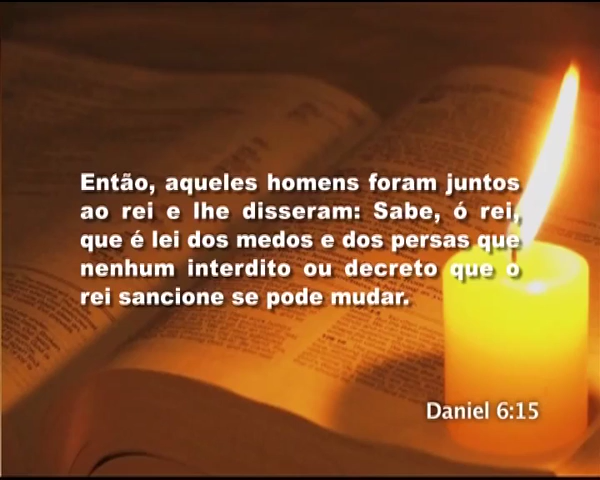 Então, aqueles homens foram juntos
ao rei e lhe disseram: Sabe, ó rei,
que é lei dos medos e dos persas que
nenhum interdito ou decreto que o
rei sancione se pode mudar.
Daniel 6:15